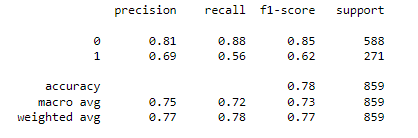 precision recall f1-score support
0 0.81 0.88 0.85 588
1 0.69 0.56 0.62 271
accuracy 0.78 859
macro avg 0.75 0.72 0.73 859
weighted avg 0.77 0.78 0.77 859